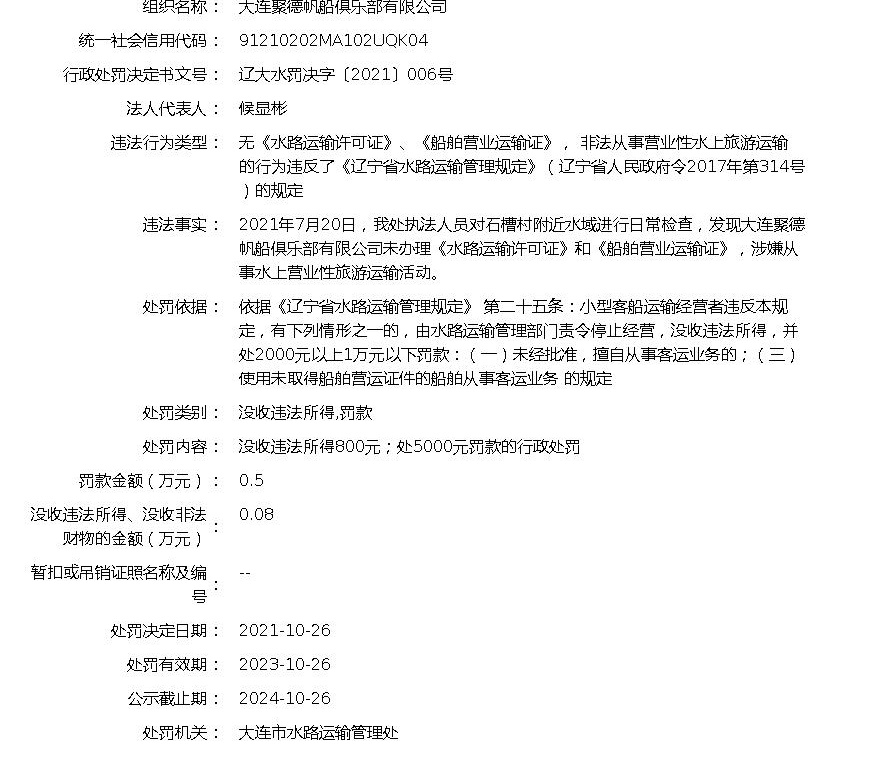 组织名称： 大连聚德帆船俱乐部有限公司
统一社会信用代码： 91210202MA102UQK04
行政处罚决定书文号： 辽大水罚决字〔2021〕006号
法人代表人： 候显彬
违法行为类型： 无《水路运输许可证》、《船舶营业运输证》， 非法从事营业性水上旅游运输
的行为违反了《辽宁省水路运输管理规定》（辽宁省人民政府令2017年第314号
）的规定
违法事实： 2021年7月20日，我处执法人员对石槽村附近水域进行日常检查，发现大连聚德
帆船俱乐部有限公司未办理《水路运输许可证》和《船舶营业运输证》，涉嫌从
事水上营业性旅游运输活动。
处罚依据： 依据《辽宁省水路运输管理规定》 第二十五条：小型客船运输经营者违反本规
定，有下列情形之一的，由水路运输管理部门责令停止经营，没收违法所得，并
处2000元以上1万元以下罚款：（一）未经批准，擅自从事客运业务的；（三）
使用未取得船舶营运证件的船舶从事客运业务 的规定
处罚类别： 没收违法所得,罚款
处罚内容： 没收违法所得800元；处5000元罚款的行政处罚
罚款金额（万元）： 0.5
没收违法所得、没收非法
财物的金额（万元）： 0.08
暂扣或吊销证照名称及编
号： --
处罚决定日期： 2021-10-26
处罚有效期： 2023-10-26
公示截止期： 2024-10-26
处罚机关： 大连市水路运输管理处